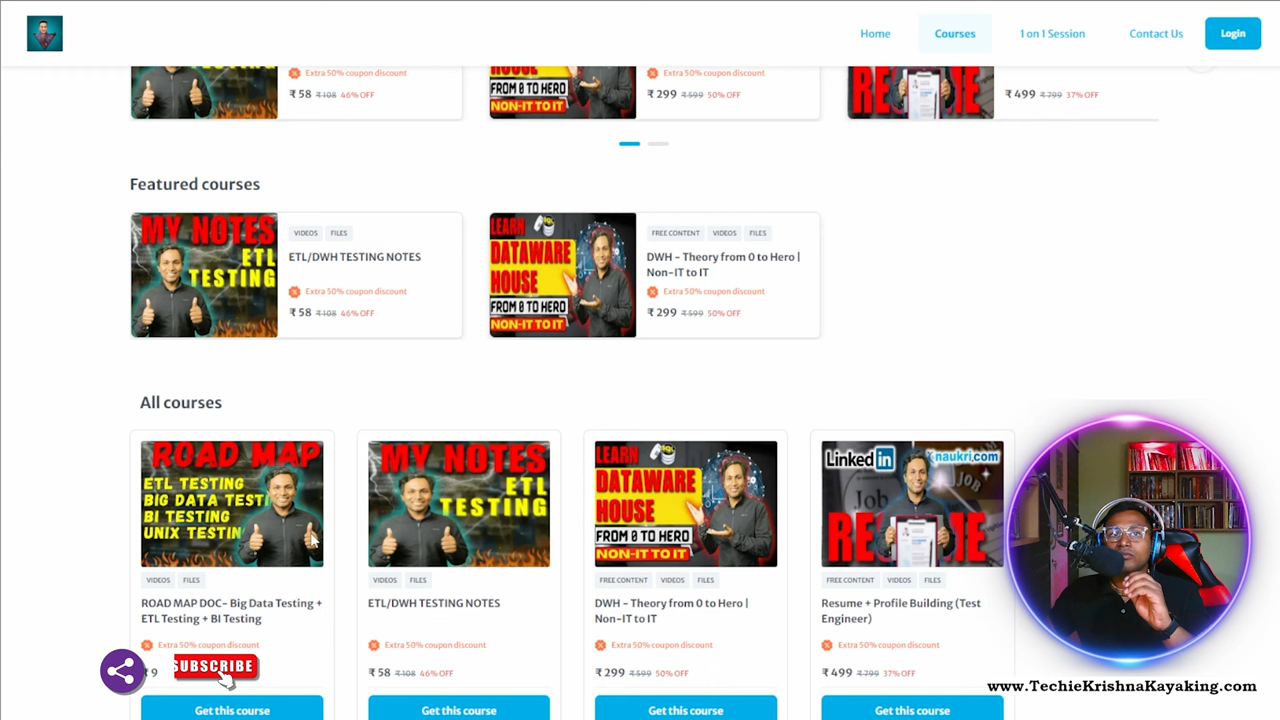 Home
Courses
1 on 1 Session
Contact Us
Login
Extra 50% coupon discount
₹ 58 ₹ 108 46% OFF
FROM 0 TO HERO
NON-IT TO IT
Extra 50% coupon discount
₹ 299 ₹ 599 50% OFF
RE ME
₹ 499 ₹ 799 37% OFF
Featured courses
MY NOTES
ETL
TESTING
VIDEOS FILES
ETL/DWH TESTING NOTES
Extra 50% coupon discount
₹ 58 ₹ 108 46% OFF
LEARN
DATAWARE
HOUSE
FROM 0 TO HERO
NON-IT TO IT
FREE CONTENT VIDEOS FILES
DWH - Theory from 0 to Hero |
Non-IT to IT
Extra 50% coupon discount
₹ 299 ₹ 599 50% OFF
All courses
ROAD MAP
ETL TESTING
BIG DATA TESTI
BI TESTING
UNIX TESTIN
VIDEOS FILES
ROAD MAP DOC- Big Data Testing +
ETL Testing + BI Testing
Extra 50% coupon discount
₹ 9
Get this course
MY NOTES
ETL
TESTING
VIDEOS FILES
ETL/DWH TESTING NOTES
Extra 50% coupon discount
₹ 58 ₹ 108 46% OFF
Get this course
LEARN
DATAWARE
HOUSE
FROM 0 TO HERO
NON-IT TO IT
FREE CONTENT VIDEOS FILES
DWH - Theory from 0 to Hero |
Non-IT to IT
Extra 50% coupon discount
₹ 299 ₹ 599 50% OFF
Get this course
Linked in naukri.com
Job JOB
RE ME
FREE CONTENT VIDEOS FILES
Resume + Profile Building (Test
Engineer)
Extra 50% coupon discount
₹ 499 ₹ 799 37% OFF
Get this course
SUBSCRIBE
www.TechieKrishnaKayaking.com